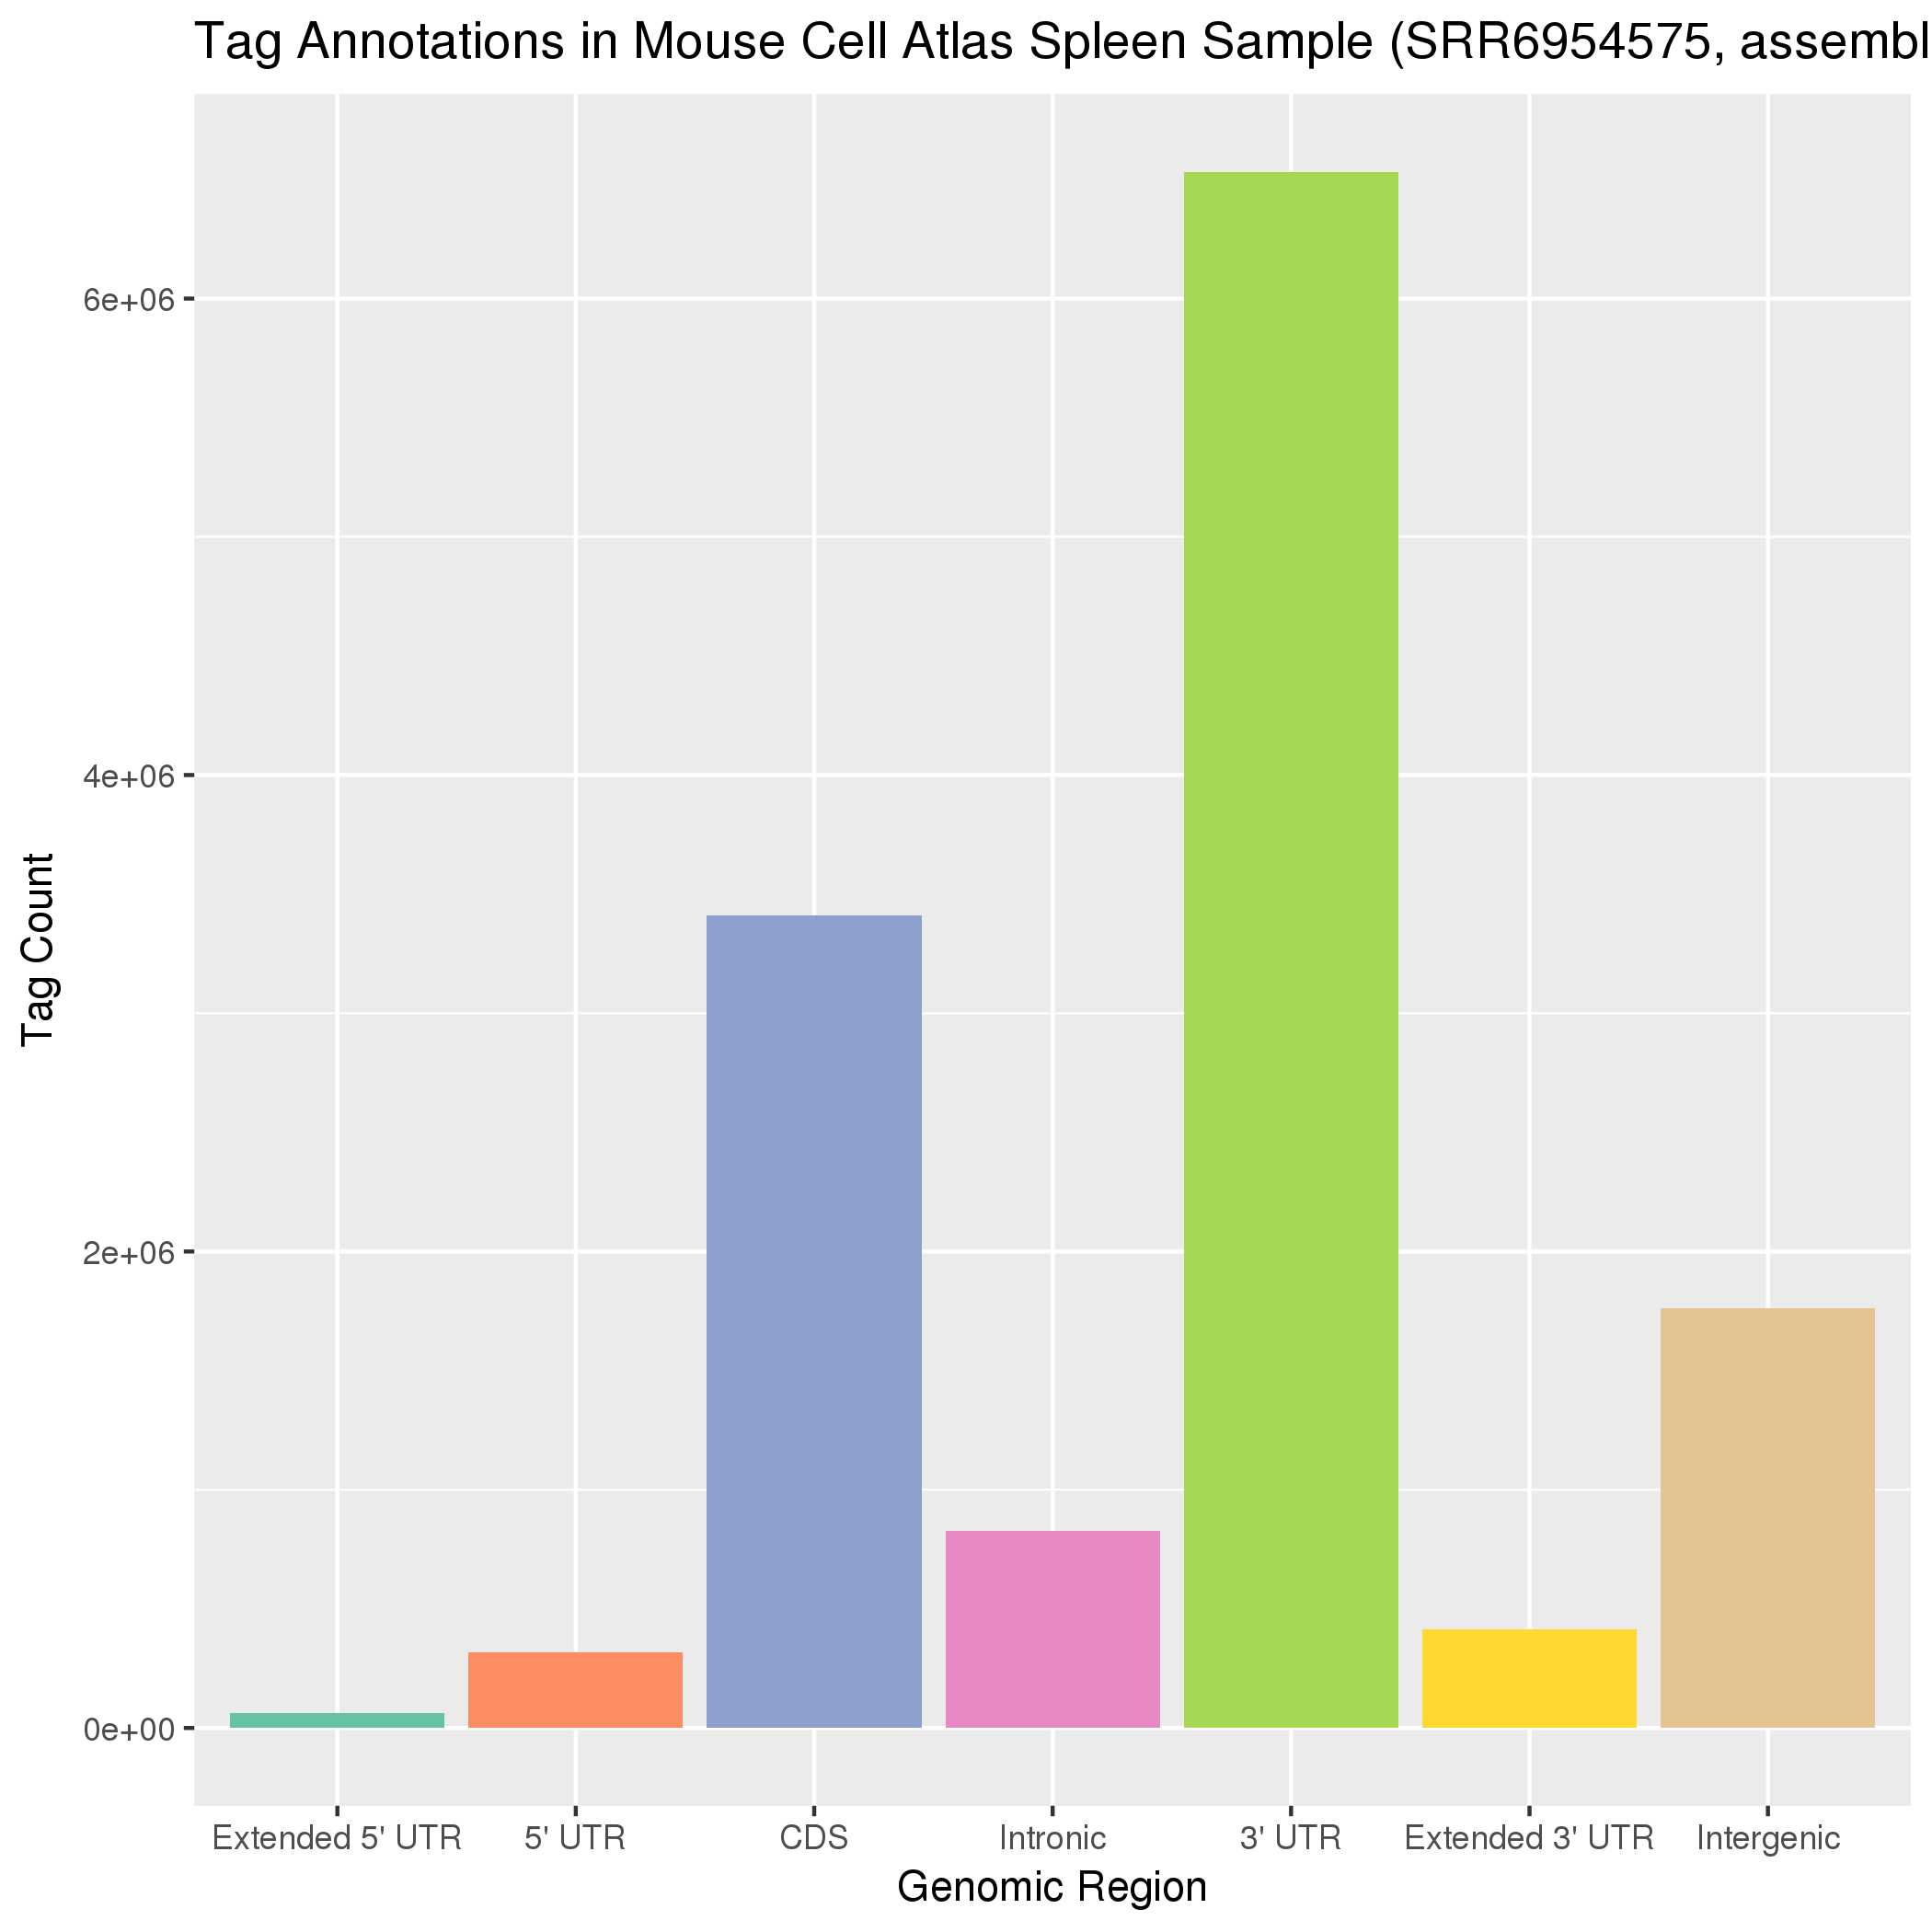 Tag Annotations in Mouse Cell Atlas Spleen Sample (SRR6954575, assembl
6e+06
4e+06
2e+06
0e+00
Tag Count
Extended 5' UTR 5' UTR CDS Intronic 3' UTR Extended 3' UTR Intergenic
Genomic Region